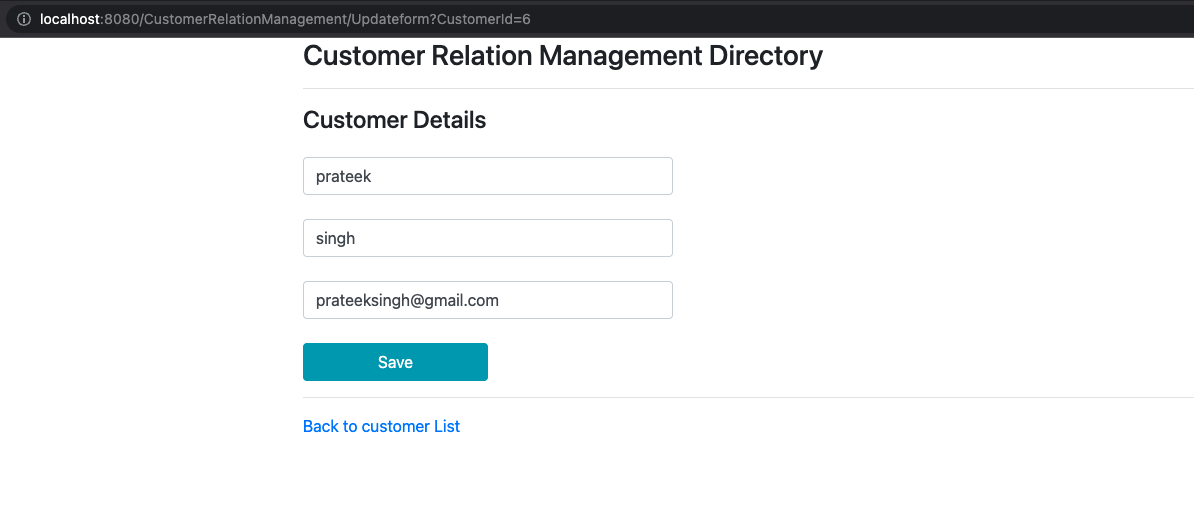 localhost:8080/CustomerRelationManagement/Updateform?CustomerId=6
Customer Relation Management Directory
Customer Details
prateek
singh
prateeksingh@gmail.com
Save
Back to customer List